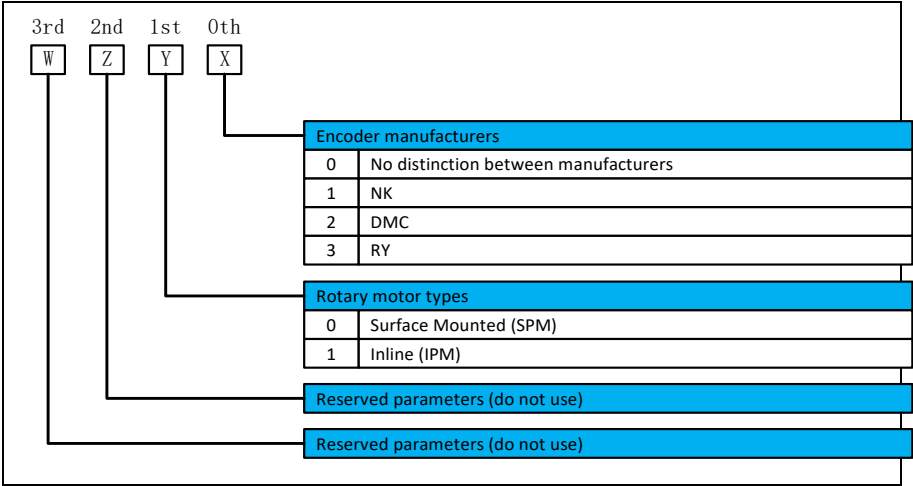 3rd 2nd 1st 0th
W Z Y X
Encoder manufacturers
0 No distinction between manufacturers
1 NK
2 DMC
3 RY
Rotary motor types
0 Surface Mounted (SPM)
1 Inline (IPM)
Reserved parameters (do not use)
Reserved parameters (do not use)